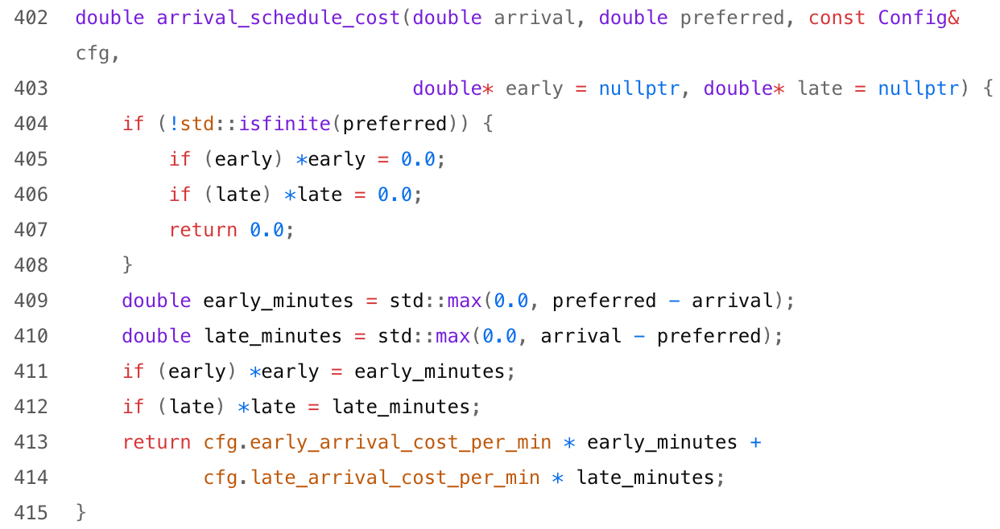 402 double arrival_schedule_cost(double arrival, double preferred, const Config&
cfg,
403                              double* early = nullptr, double* late = nullptr) {
404     if (!std::isfinite(preferred)) {
405         if (early) *early = 0.0;
406         if (late) *late = 0.0;
407         return 0.0;
408     }
409     double early_minutes = std::max(0.0, preferred - arrival);
410     double late_minutes = std::max(0.0, arrival - preferred);
411     if (early) *early = early_minutes;
412     if (late) *late = late_minutes;
413     return cfg.early_arrival_cost_per_min * early_minutes +
414            cfg.late_arrival_cost_per_min * late_minutes;
415 }